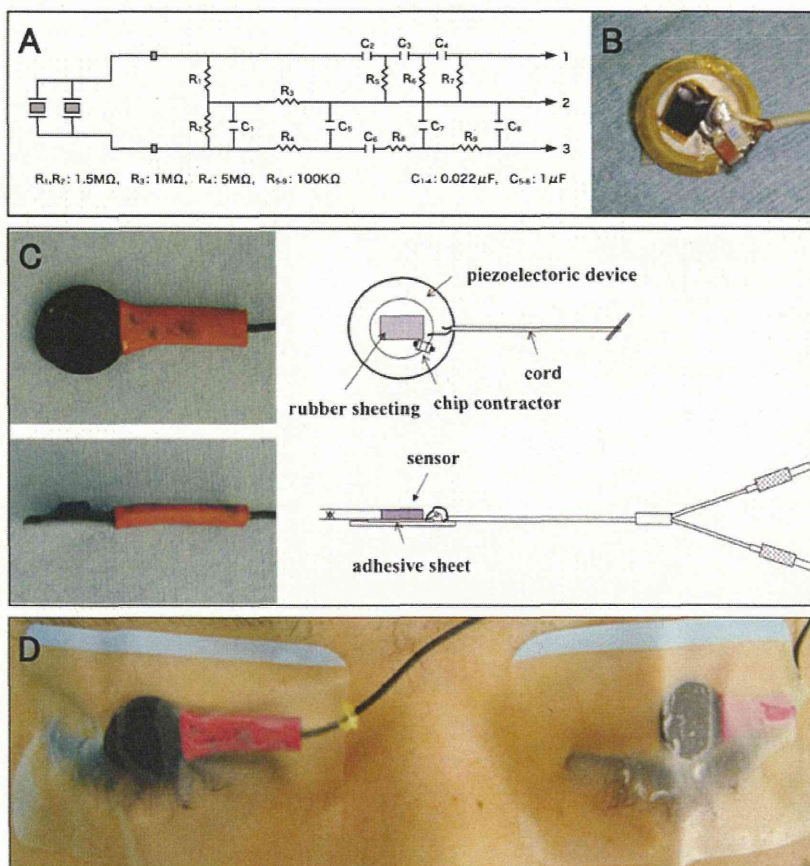 A
C₂ C₃ C₄ 1
R₁ R₅ R₆ R₇
R₃ 2
R₂ C₁ C₅ C₇ C₈
R₄ C₆ R₈ R₉ 3
R₁,R₂: 1.5MΩ, R₃: 1MΩ, R₄: 5MΩ, R₅₋₉: 100KΩ C₁₋₄: 0.022μF, C₅₋₈: 1μF
B
C
piezoelectoric device
cord
rubber sheeting
chip contractor
sensor
adhesive sheet
D